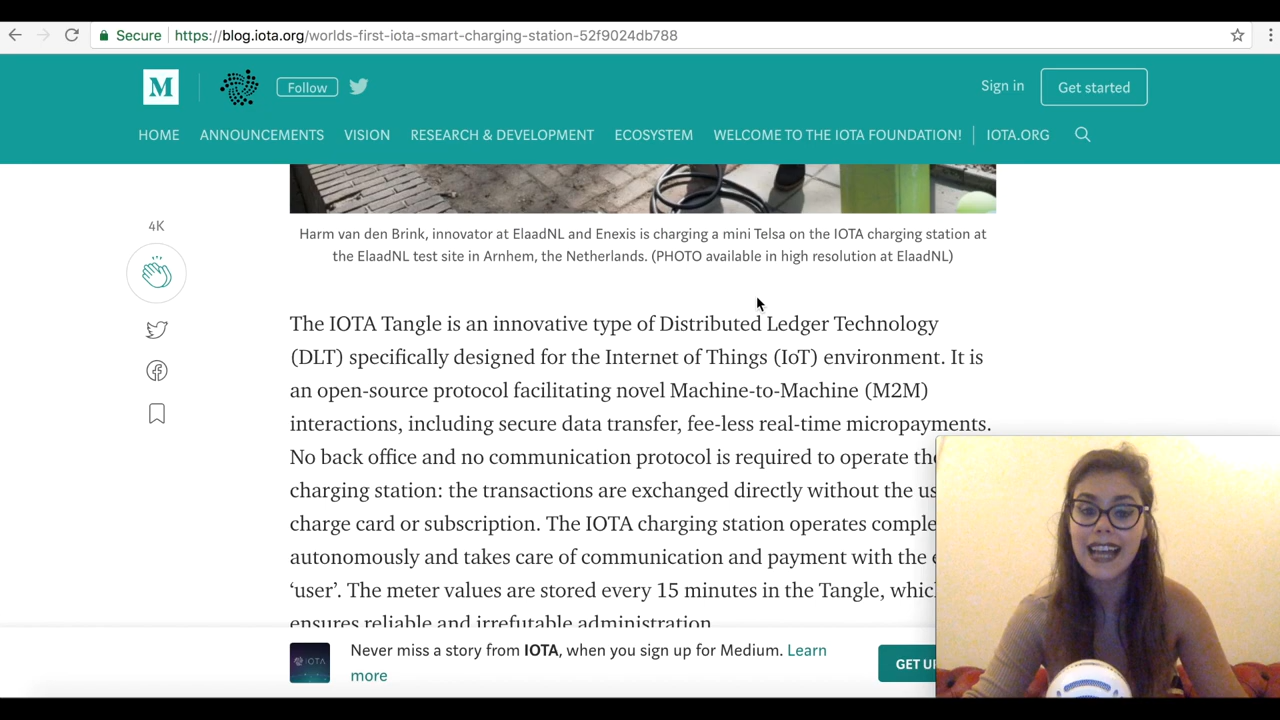 Secure https://blog.iota.org/worlds-first-iota-smart-charging-station-52f9024db788
M Follow Sign in Get started
HOME ANNOUNCEMENTS VISION RESEARCH & DEVELOPMENT ECOSYSTEM WELCOME TO THE IOTA FOUNDATION! IOTA.ORG
4K
Harm van den Brink, innovator at ElaadNL and Enexis is charging a mini Telsa on the IOTA charging station at
the ElaadNL test site in Arnhem, the Netherlands. (PHOTO available in high resolution at ElaadNL)
The IOTA Tangle is an innovative type of Distributed Ledger Technology
(DLT) specifically designed for the Internet of Things (IoT) environment. It is
an open-source protocol facilitating novel Machine-to-Machine (M2M)
interactions, including secure data transfer, fee-less real-time micropayments.
No back office and no communication protocol is required to operate
charging station: the transactions are exchanged directly without the
charge card or subscription. The IOTA charging station operates
autonomously and takes care of communication and payment with the
‘user’. The meter values are stored every 15 minutes in the Tangle,
ensures reliable and irrefutable administration.
IOTA
Never miss a story from IOTA, when you sign up for Medium. Learn
more
GET